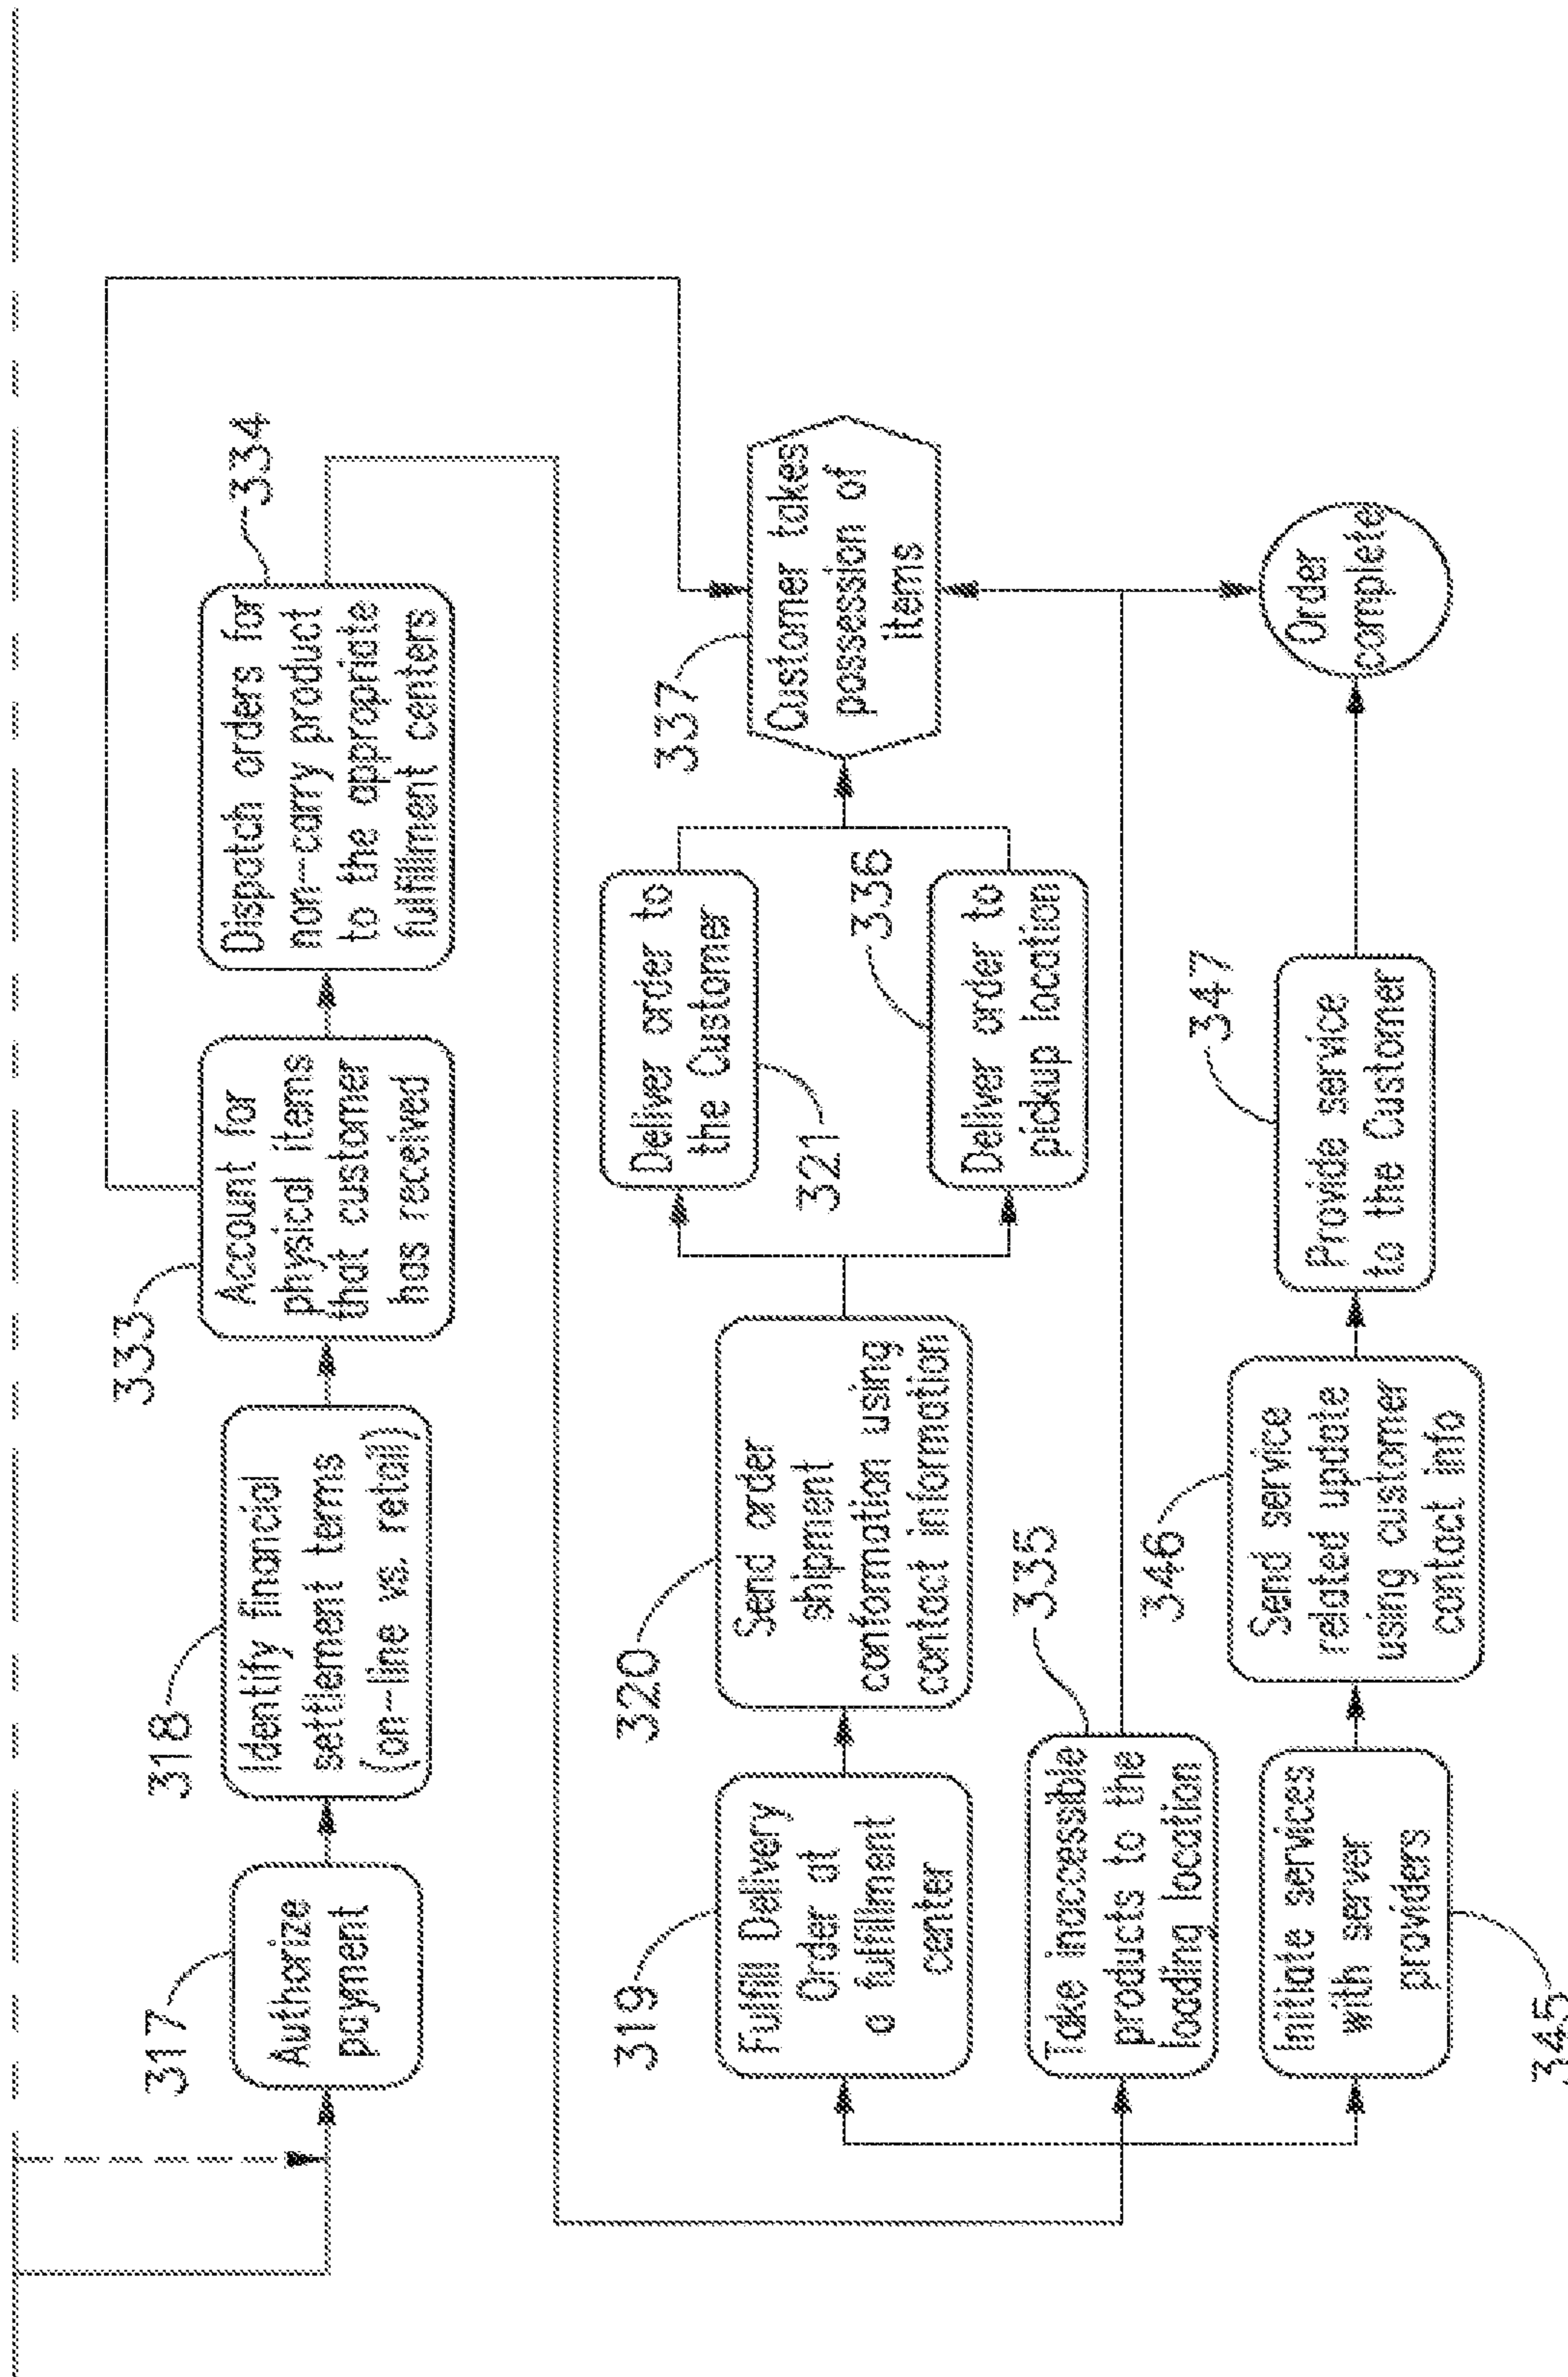 317
Authorize
payment
318
Identify financial
settlement terms
(on-line vs. retail)
333
Account for
physical items
that customer
has received
334
Dispatch orders for
non-carry product
to the appropriate
fulfillment centers
319
Fulfill Delivery
Order at
a fulfillment
center
320
Send order
shipment
conformation using
contact information
321
Deliver order to
the Customer
336
Deliver order to
pickup location
337
Customer takes
possession of
items
335
Take inaccessible
products to the
loading location
345
Initiate services
with server
providers
346
Send service
related update
using customer
contact info
347
Provide service
to the Customer
Order
complete